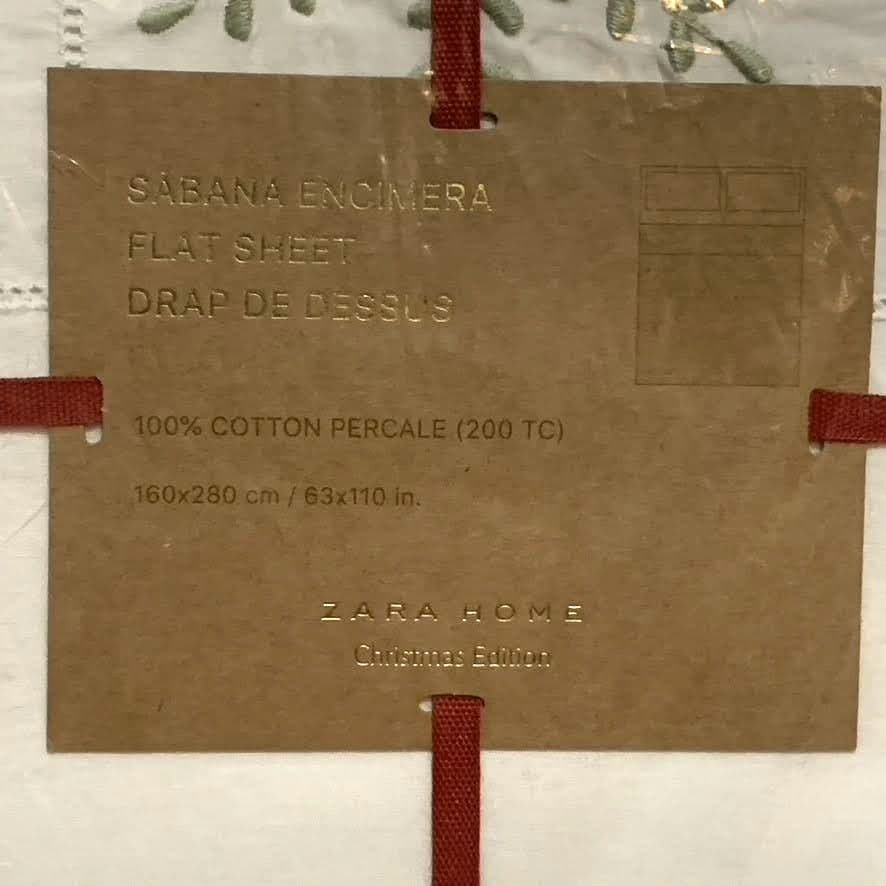 SÁBANA ENCIMERA
FLAT SHEET
DRAP DE DESSUS
100% COTTON PERCALE (200 TC)
160x280 cm / 63x110 in.
ZARA HOME
Christmas Edition